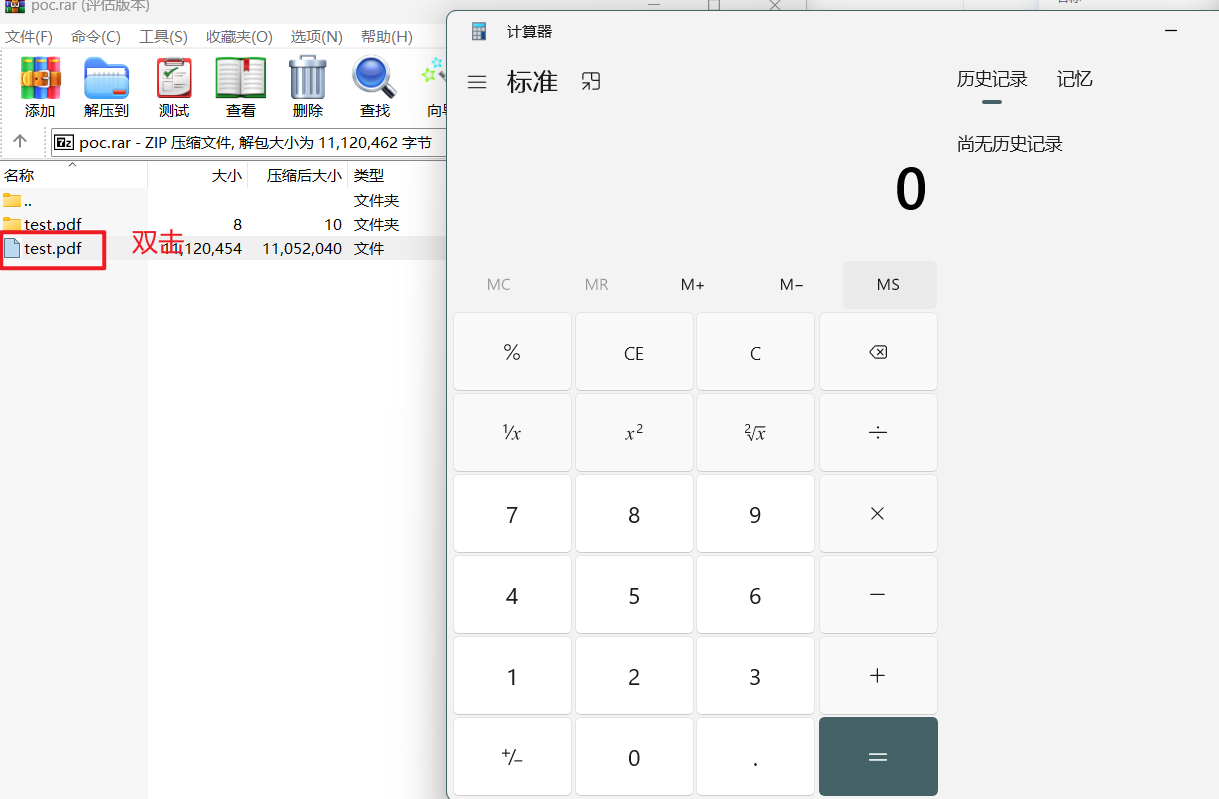 poc.rar (评估版本)
文件(F) 命令(C) 工具(S) 收藏夹(O) 选项(N) 帮助(H)
添加 解压到 测试 查看 删除 查找 向导
poc.rar - ZIP 压缩文件, 解包大小为 11,120,462 字节
名称 大小 压缩后大小 类型
.. 文件夹
test.pdf 8 10 文件夹
test.pdf 11,120,454 11,052,040 文件
双击
计算器
标准
历史记录 记忆
尚无历史记录
0
MC MR M+ M− MS
% CE C
¹/x x² ²√x ÷
7 8 9 ×
4 5 6 −
1 2 3 +
+/− 0 . =